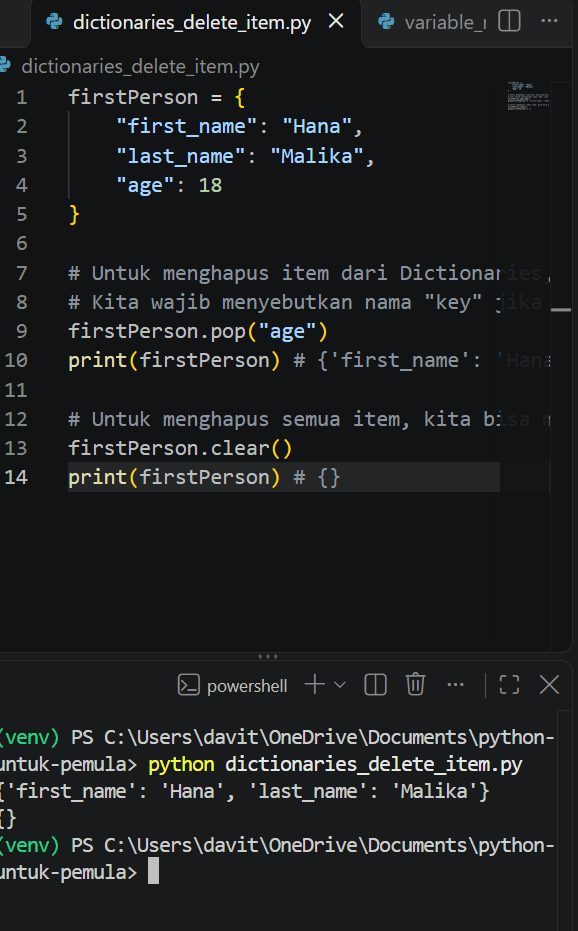 dictionaries_delete_item.py
variable_
dictionaries_delete_item.py
1 firstPerson = {
2 "first_name": "Hana",
3 "last_name": "Malika",
4 "age": 18
5 }
6
7 # Untuk menghapus item dari Dictionaries,
8 # Kita wajib menyebutkan nama "key" jika
9 firstPerson.pop("age")
10 print(firstPerson) # {'first_name': 'Hana
11
12 # Untuk menghapus semua item, kita bisa
13 firstPerson.clear()
14 print(firstPerson) # {}
powershell
(venv) PS C:\Users\davit\OneDrive\Documents\python-
untuk-pemula> python dictionaries_delete_item.py
{'first_name': 'Hana', 'last_name': 'Malika'}
{}
(venv) PS C:\Users\davit\OneDrive\Documents\python-
untuk-pemula>